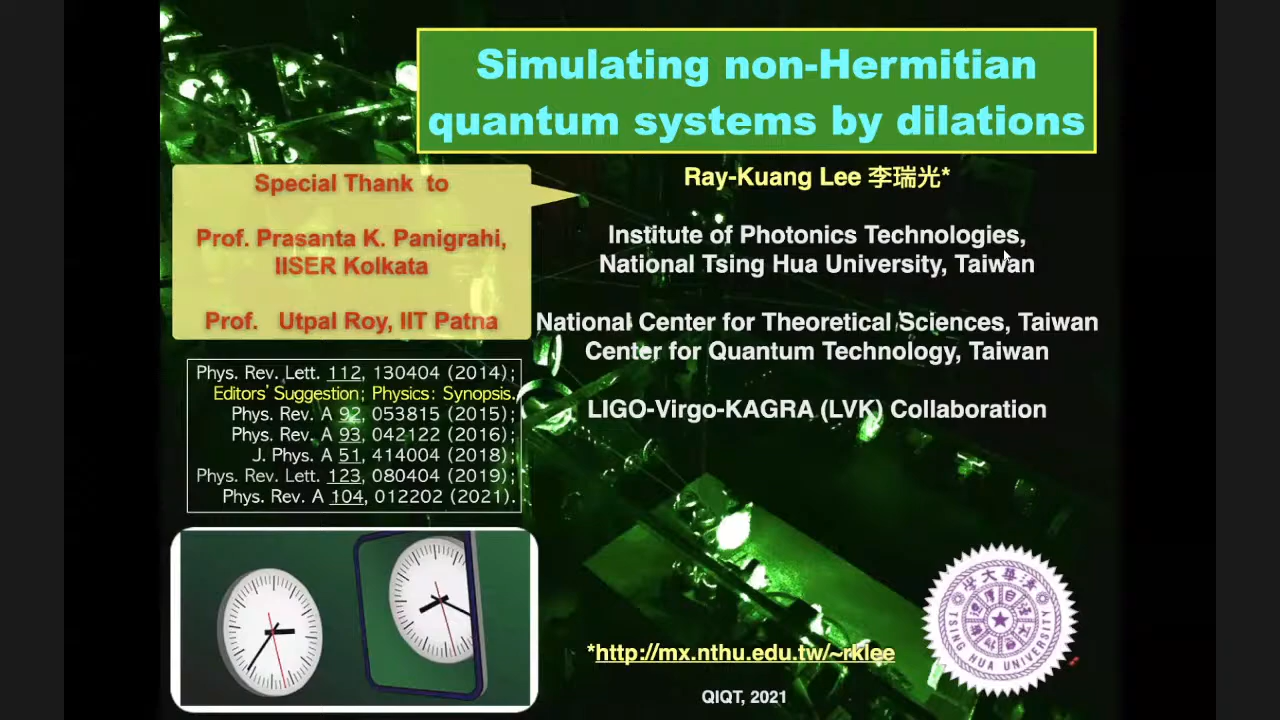 Simulating non-Hermitian
quantum systems by dilations
Special Thank to
Prof. Prasanta K. Panigrahi,
IISER Kolkata
Prof. Utpal Roy, IIT Patna
Ray-Kuang Lee 李瑞光*
Institute of Photonics Technologies,
National Tsing Hua University, Taiwan
National Center for Theoretical Sciences, Taiwan
Center for Quantum Technology, Taiwan
LIGO-Virgo-KAGRA (LVK) Collaboration
Phys. Rev. Lett. 112, 130404 (2014);
Editors' Suggestion; Physics: Synopsis.
Phys. Rev. A 92, 053815 (2015);
Phys. Rev. A 93, 042122 (2016);
J. Phys. A 51, 414004 (2018);
Phys. Rev. Lett. 123, 080404 (2019);
Phys. Rev. A 104, 012202 (2021).
*http://mx.nthu.edu.tw/~rklee
QIQT, 2021
TSING HUA UNIVERSITY